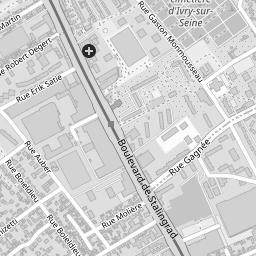 Cimetière
d'Ivry-sur-
Seine
Rue Gaston Monmousseau
Martin
Rue Robert Degert
Rue Erik Satie
Boulevard de Stalingrad
Rue Gagnée
Rue Auber
Rue Boieldieu
Rue Molière
Rue Boieldieu